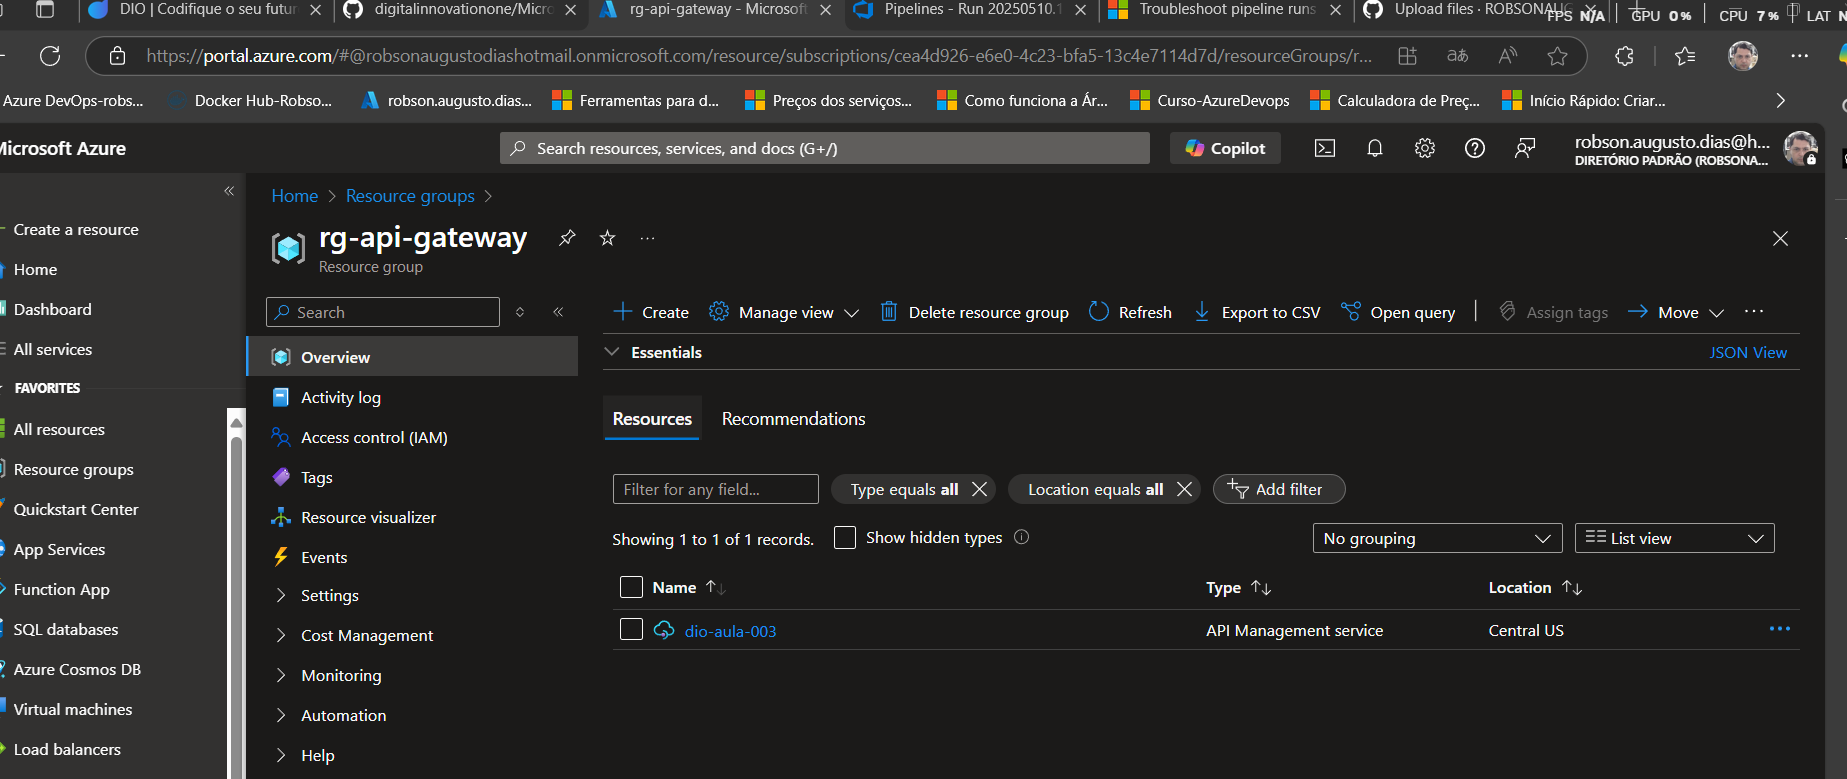 DIO | Codifique o seu futur
digitalinnovationone/Micro
rg-api-gateway - Microsoft
Pipelines - Run 20250510.1
Troubleshoot pipeline runs
Upload files · ROBSONAUG
FPS N/A
GPU 0 %
CPU 7 %
LAT N
https://portal.azure.com/#@robsonaugustodiashotmail.onmicrosoft.com/resource/subscriptions/cea4d926-e6e0-4c23-bfa5-13c4e7114d7d/resourceGroups/r...
Azure DevOps-robs...
Docker Hub-Robso...
robson.augusto.dias...
Ferramentas para d...
Preços dos serviços...
Como funciona a Ár...
Curso-AzureDevops
Calculadora de Preç...
Início Rápido: Criar...
Microsoft Azure
Search resources, services, and docs (G+/)
Copilot
robson.augusto.dias@h...
DIRETÓRIO PADRÃO (ROBSONA...
Create a resource
Home
Dashboard
All services
FAVORITES
All resources
Resource groups
Quickstart Center
App Services
Function App
SQL databases
Azure Cosmos DB
Virtual machines
Load balancers
Home > Resource groups >
rg-api-gateway
Resource group
Search
Overview
Activity log
Access control (IAM)
Tags
Resource visualizer
Events
Settings
Cost Management
Monitoring
Automation
Help
Create
Manage view
Delete resource group
Refresh
Export to CSV
Open query
Assign tags
Move
Essentials
JSON View
Resources
Recommendations
Filter for any field...
Type equals all
Location equals all
Add filter
Showing 1 to 1 of 1 records.
Show hidden types
No grouping
List view
Name
Type
Location
dio-aula-003
API Management service
Central US